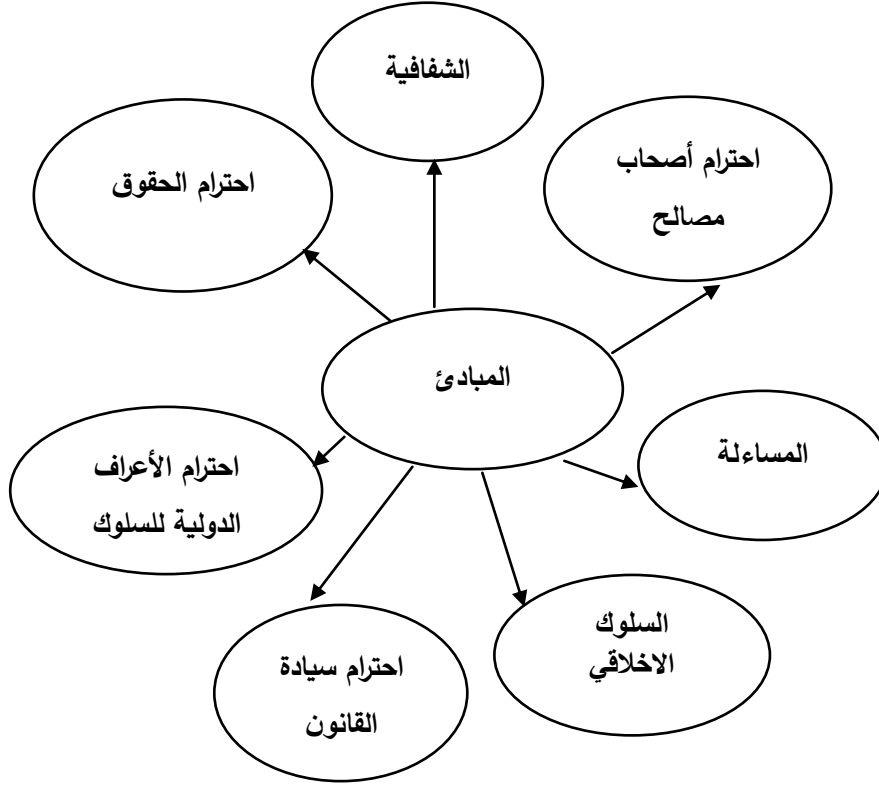 الشفافية
احترام أصحاب
مصالح
احترام الحقوق
المبادئ
المساءلة
احترام الأعراف
الدولية للسلوك
السلوك
الاخلاقي
احترام سيادة
القانون